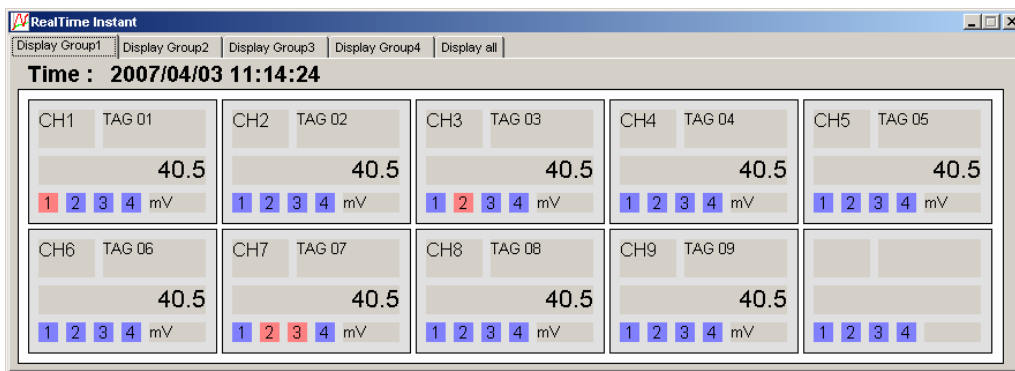 RealTime Instant
Display Group1 Display Group2 Display Group3 Display Group4 Display all
Time : 2007/04/03 11:14:24
CH1 TAG 01 CH2 TAG 02 CH3 TAG 03 CH4 TAG 04 CH5 TAG 05
40.5 40.5 40.5 40.5 40.5
1 2 3 4 mV 1 2 3 4 mV 1 2 3 4 mV 1 2 3 4 mV 1 2 3 4 mV
CH6 TAG 06 CH7 TAG 07 CH8 TAG 08 CH9 TAG 09
40.5 40.5 40.5 40.5
1 2 3 4 mV 1 2 3 4 mV 1 2 3 4 mV 1 2 3 4 mV 1 2 3 4